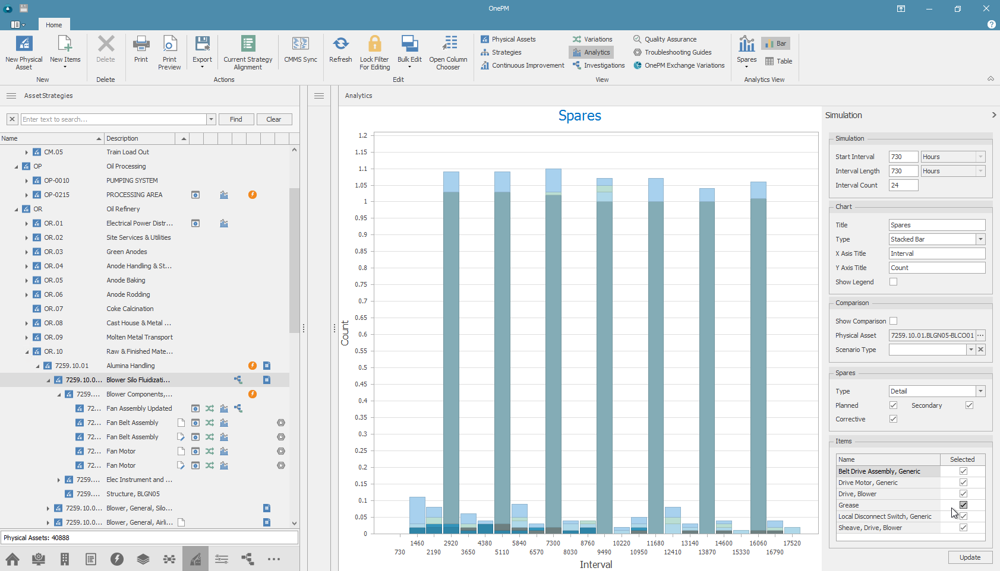 OnePM
Home
New Physical Asset
New Items
New
Delete
Delete
Print
Print Preview
Export
Current Strategy Alignment
CMMS Sync
Actions
Refresh
Lock Filter For Editing
Bulk Edit
Open Column Chooser
Edit
Physical Assets
Strategies
Continuous Improvement
Variations
Analytics
Investigations
Quality Assurance
Troubleshooting Guides
OnePM Exchange Variations
View
Spares
Bar
Table
Analytics View
Asset Strategies
Enter text to search...
Find
Clear
Name Description
CM.05 Train Load Out
OP Oil Processing
OP-0010 PUMPING SYSTEM
OP-0215 PROCESSING AREA
OR Oil Refinery
OR.01 Electrical Power Distr...
OR.02 Site Services & Utilities
OR.03 Green Anodes
OR.04 Anode Handling & St...
OR.05 Anode Baking
OR.06 Anode Rodding
OR.07 Coke Calcination
OR.08 Cast House & Metal ...
OR.09 Molten Metal Transport
OR.10 Raw & Finished Mate...
7259.10.01 Alumina Handling
7259.10.0... Blower Silo Fluidizati...
7259.... Blower Components,...
72... Fan Assembly Updated
72... Fan Belt Assembly
72... Fan Belt Assembly
72... Fan Motor
72... Fan Motor
7259.... Elec Instrument and ...
7259.... Structure, BLGN05
7259.10.0... Blower, General, Silo...
7259.10.0... Blower, General, Airli...
Physical Assets: 40888
Analytics
Spares
1.2
1.15
1.1
1.05
1
0.95
0.9
0.85
0.8
0.75
0.7
0.65
0.6
0.55
0.5
0.45
0.4
0.35
0.3
0.25
0.2
0.15
0.1
0.05
0
Count
1460 2920 4380 5840 7300 8760 10220 11680 13140 14600 16060 17520
730 2190 3650 5110 6570 8030 9490 10950 12410 13870 15330 16790
Interval
Simulation
Simulation
Start Interval 730 Hours
Interval Length 730 Hours
Interval Count 24
Chart
Title Spares
Type Stacked Bar
X Asis Title Interval
Y Axis Title Count
Show Legend
Comparison
Show Comparison
Physical Asset 7259.10.01.BLGN05-BLCO01 ...
Scenario Type
Spares
Type Detail
Planned Secondary
Corrective
Items
Name Selected
Belt Drive Assembly, Generic
Drive Motor, Generic
Drive, Blower
Grease
Local Disconnect Switch, Generic
Sheave, Drive, Blower
Update